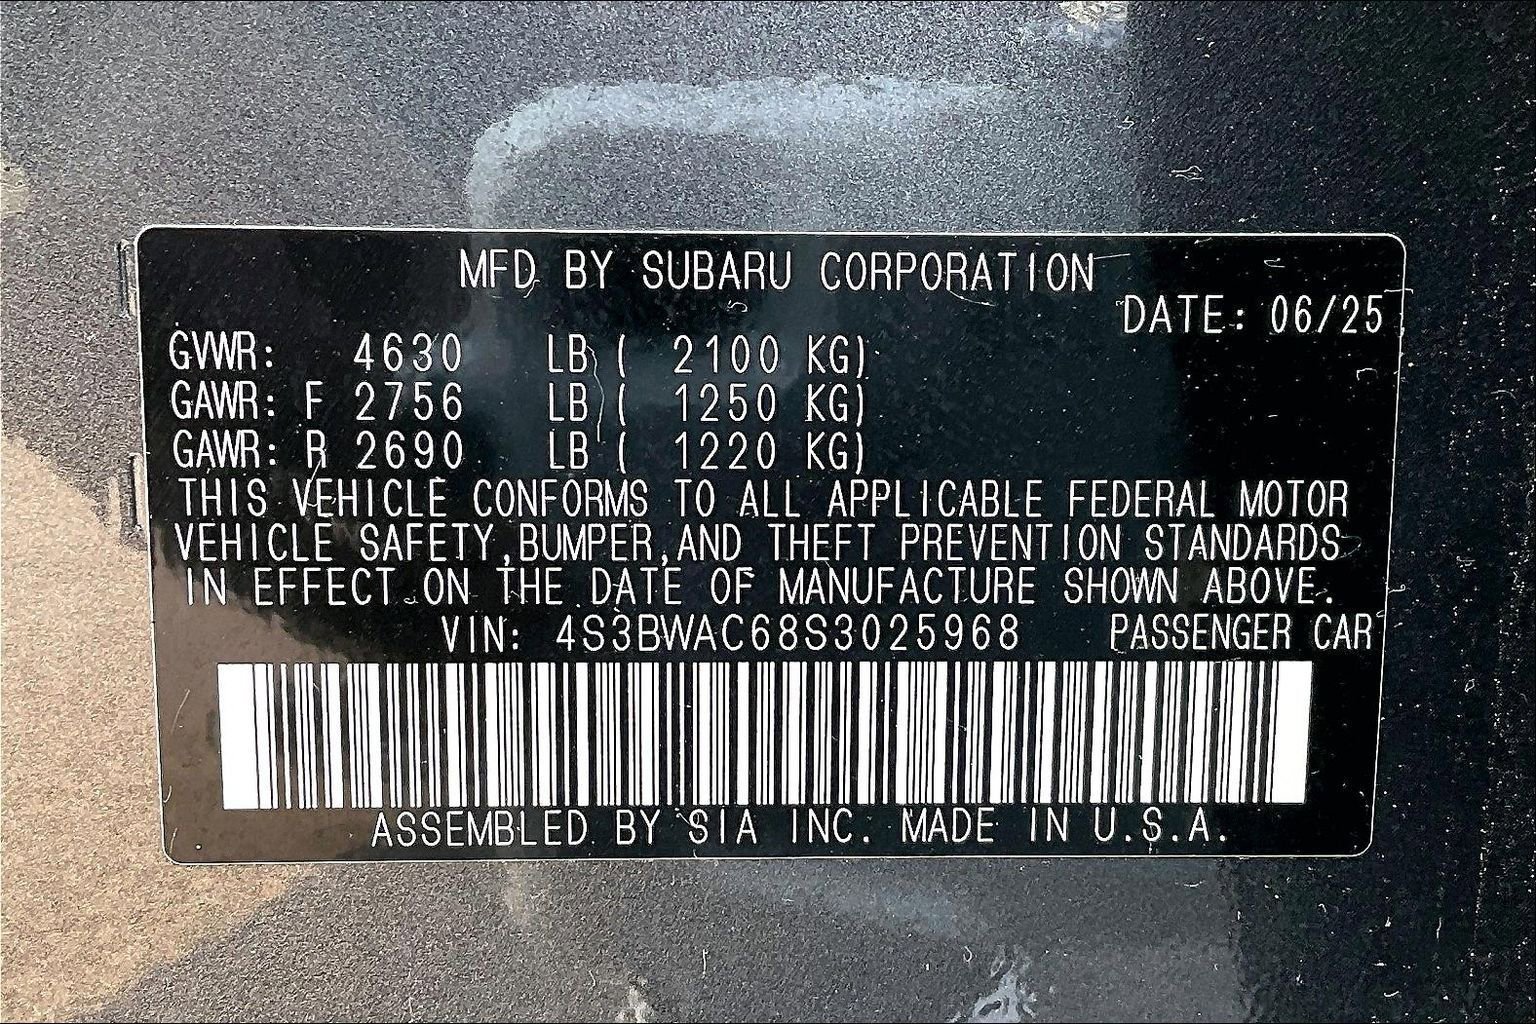 MFD BY SUBARU CORPORATION
DATE: 06/25
GVWR: 4630 LB ( 2100 KG)
GAWR: F 2756 LB ( 1250 KG)
GAWR: R 2690 LB ( 1220 KG)
THIS VEHICLE CONFORMS TO ALL APPLICABLE FEDERAL MOTOR
VEHICLE SAFETY,BUMPER,AND THEFT PREVENTION STANDARDS
IN EFFECT ON THE DATE OF MANUFACTURE SHOWN ABOVE.
VIN: 4S3BWAC68S3025968 PASSENGER CAR
ASSEMBLED BY SIA INC. MADE IN U.S.A.